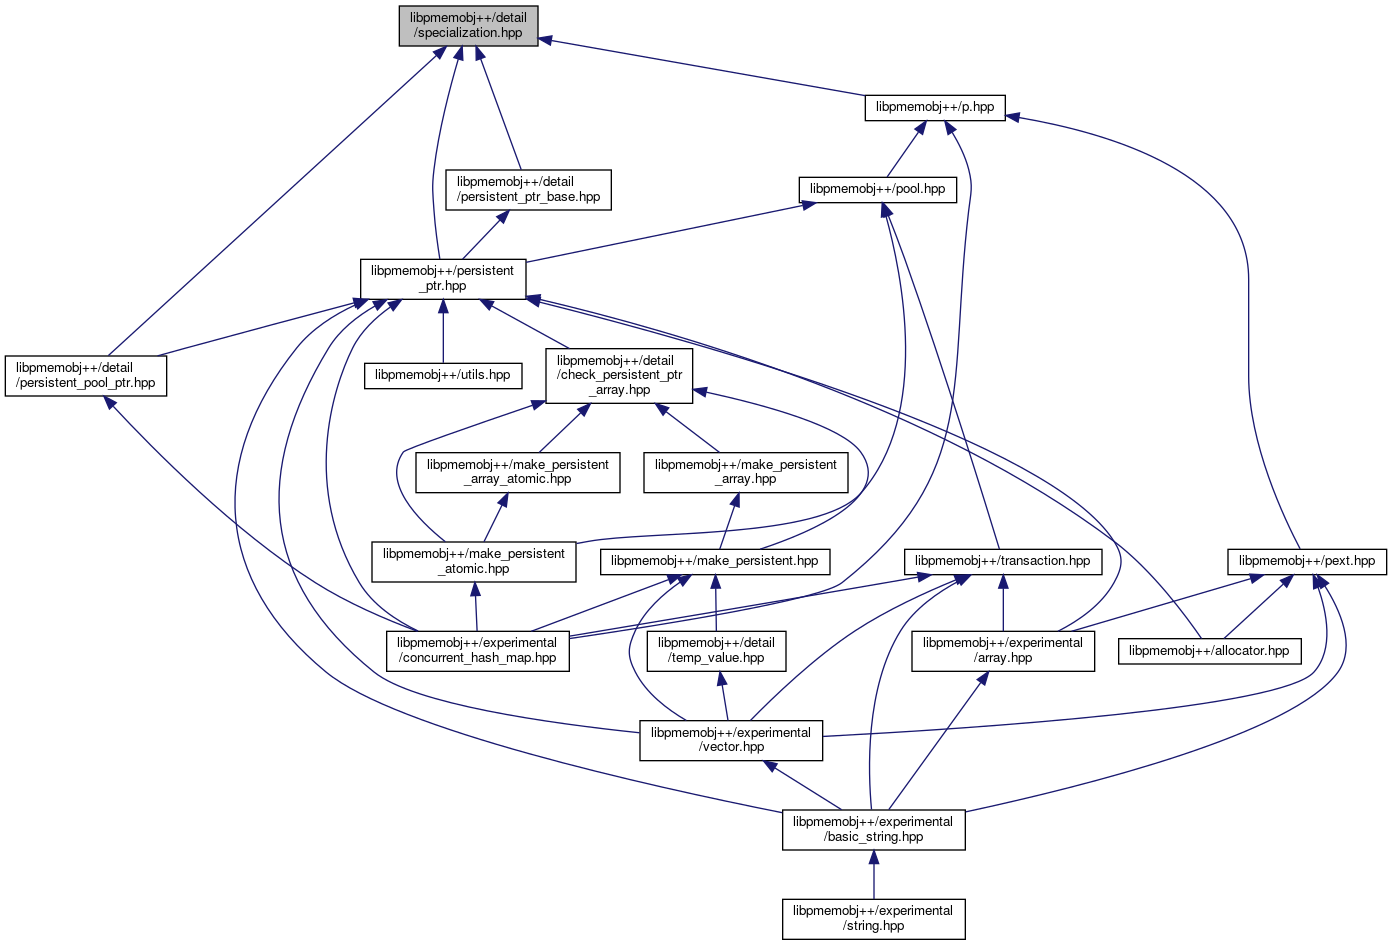 libpmemobj++/detail
/specialization.hpp
libpmemobj++/p.hpp
libpmemobj++/detail
/persistent_ptr_base.hpp
libpmemobj++/pool.hpp
libpmemobj++/persistent
_ptr.hpp
libpmemobj++/detail
/persistent_pool_ptr.hpp
libpmemobj++/utils.hpp
libpmemobj++/detail
/check_persistent_ptr
_array.hpp
libpmemobj++/make_persistent
_array_atomic.hpp
libpmemobj++/make_persistent
_array.hpp
libpmemobj++/make_persistent
_atomic.hpp
libpmemobj++/make_persistent.hpp
libpmemobj++/transaction.hpp
libpmemobj++/pext.hpp
libpmemobj++/experimental
/concurrent_hash_map.hpp
libpmemobj++/detail
/temp_value.hpp
libpmemobj++/experimental
/array.hpp
libpmemobj++/allocator.hpp
libpmemobj++/experimental
/vector.hpp
libpmemobj++/experimental
/basic_string.hpp
libpmemobj++/experimental
/string.hpp